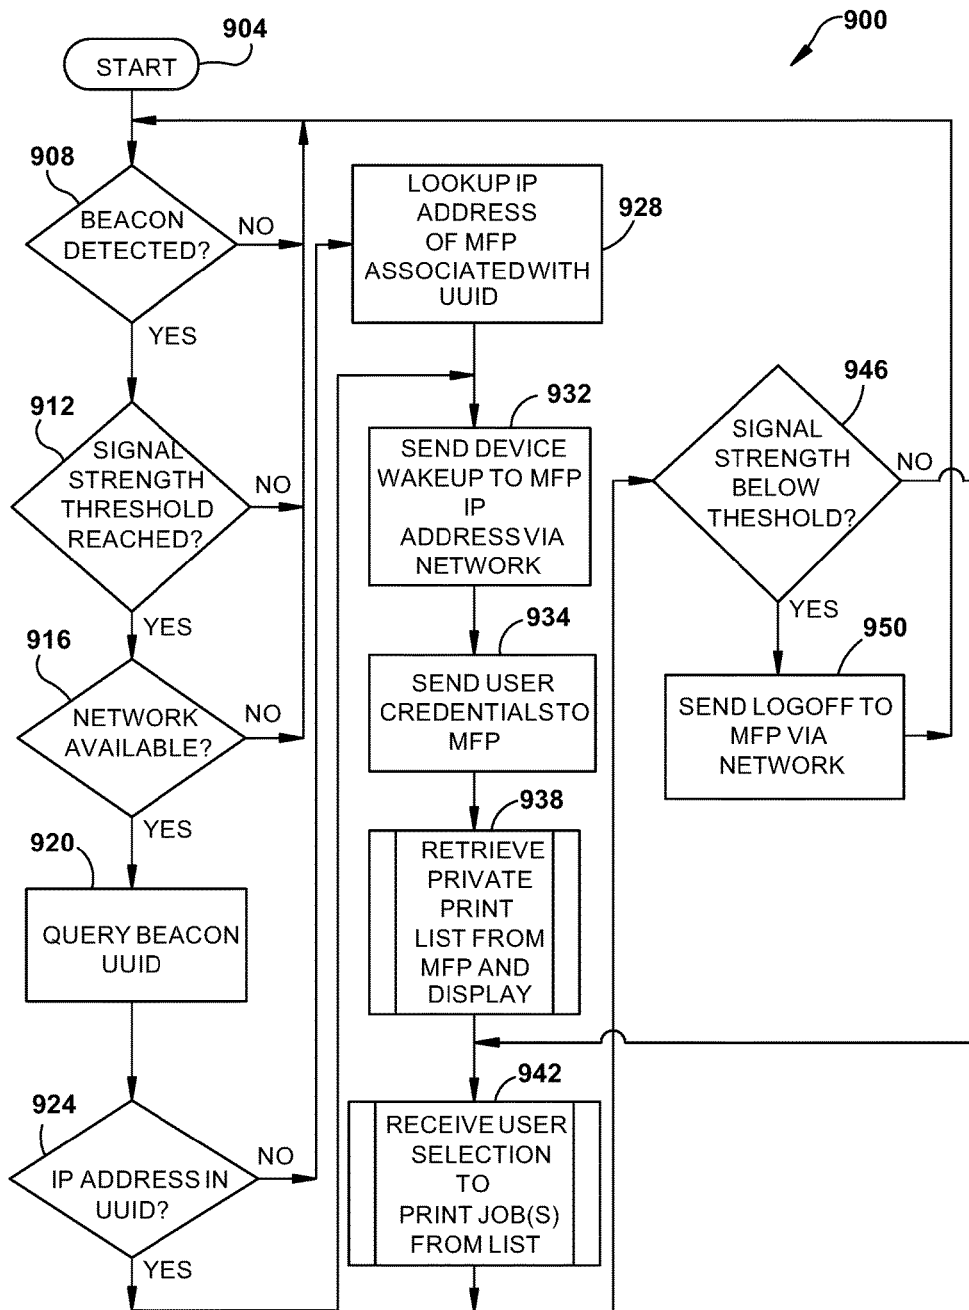 900
904
START
908
BEACON
DETECTED?
NO
YES
912
SIGNAL
STRENGTH
THRESHOLD
REACHED?
NO
YES
916
NETWORK
AVAILABLE?
NO
YES
920
QUERY BEACON
UUID
924
IP ADDRESS IN
UUID?
NO
YES
LOOKUP IP
ADDRESS
OF MFP
ASSOCIATED WITH
UUID
928
932
SEND DEVICE
WAKEUP TO MFP
IP
ADDRESS VIA
NETWORK
934
SEND USER
CREDENTIALS TO
MFP
938
RETRIEVE
PRIVATE
PRINT
LIST FROM
MFP AND
DISPLAY
942
RECEIVE USER
SELECTION
TO
PRINT JOB(S)
FROM LIST
946
SIGNAL
STRENGTH
BELOW
THESHOLD?
NO
YES
950
SEND LOGOFF TO
MFP VIA
NETWORK